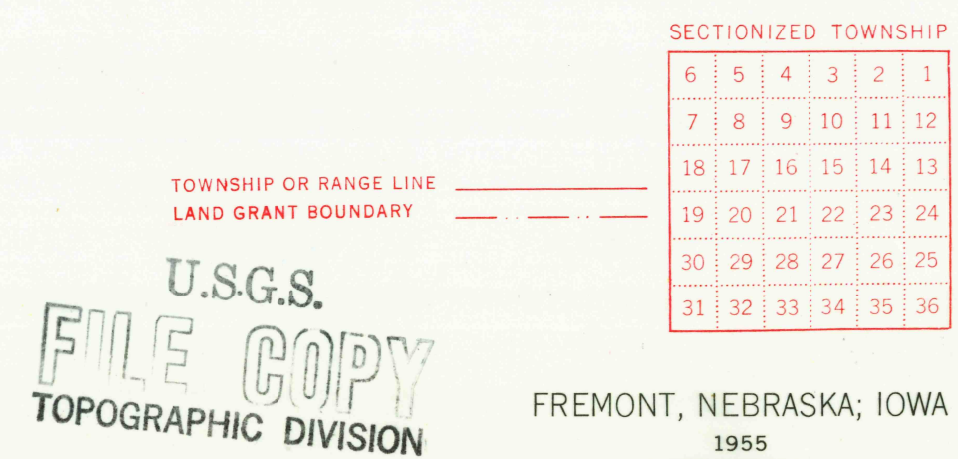 SECTIONIZED TOWNSHIP
6 5 4 3 2 1
7 8 9 10 11 12
18 17 16 15 14 13
19 20 21 22 23 24
30 29 28 27 26 25
31 32 33 34 35 36
TOWNSHIP OR RANGE LINE
LAND GRANT BOUNDARY
U.S.G.S.
FILE COPY
TOPOGRAPHIC DIVISION
FREMONT, NEBRASKA; IOWA
1955